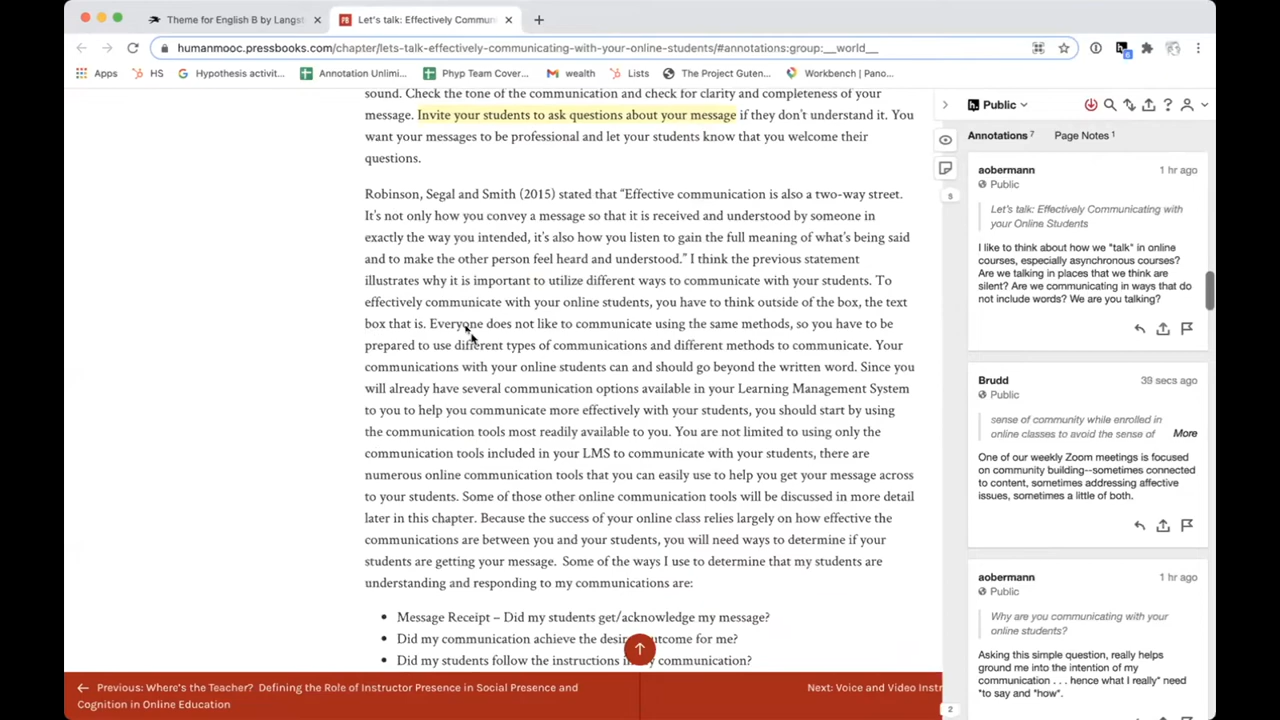 Theme for English B by Langst
Let's talk: Effectively Commun
humanmooc.pressbooks.com/chapter/lets-talk-effectively-communicating-with-your-online-students/#annotations:group:__world__
Apps
HS
Hypothesis activit...
Annotation Unlimi...
Phyp Team Cover...
wealth
Lists
The Project Guten...
Workbench | Pano...
sound. Check the tone of the communication and check for clarity and completeness of your
message. Invite your students to ask questions about your message if they don't understand it. You
want your messages to be professional and let your students know that you welcome their
questions.
Robinson, Segal and Smith (2015) stated that “Effective communication is also a two-way street.
It's not only how you convey a message so that it is received and understood by someone in
exactly the way you intended, it's also how you listen to gain the full meaning of what's being said
and to make the other person feel heard and understood.” I think the previous statement
illustrates why it is important to utilize different ways to communicate with your students. To
effectively communicate with your online students, you have to think outside of the box, the text
box that is. Everyone does not like to communicate using the same methods, so you have to be
prepared to use different types of communications and different methods to communicate. Your
communications with your online students can and should go beyond the written word. Since you
will already have several communication options available in your Learning Management System
to you to help you communicate more effectively with your students, you should start by using
the communication tools most readily available to you. You are not limited to using only the
communication tools included in your LMS to communicate with your students, there are
numerous online communication tools that you can easily use to help you get your message across
to your students. Some of those other online communication tools will be discussed in more detail
later in this chapter. Because the success of your online class relies largely on how effective the
communications are between you and your students, you will need ways to determine if your
students are getting your message. Some of the ways I use to determine that my students are
understanding and responding to my communications are:
• Message Receipt – Did my students get/acknowledge my message?
• Did my communication achieve the desir outcome for me?
• Did my students follow the instructions in communication?
← Previous: Where's the Teacher? Defining the Role of Instructor Presence in Social Presence and
Cognition in Online Education
Next: Voice and Video Instr
Public
Annotations 7
Page Notes 1
5
2
aobermann
1 hr ago
Public
Let's talk: Effectively Communicating with
your Online Students
I like to think about how we "talk" in online
courses, especially asynchronous courses?
Are we talking in places that we think are
silent? Are we communicating in ways that do
not include words? We are you talking?
Brudd
39 secs ago
Public
sense of community while enrolled in
online classes to avoid the sense of
More
One of our weekly Zoom meetings is focused
on community building--sometimes connected
to content, sometimes addressing affective
issues, sometimes a little of both.
aobermann
1 hr ago
Public
Why are you communicating with your
online students?
Asking this simple question, really helps
ground me into the intention of my
communication . . . hence what I really* need
*to say and *how*.